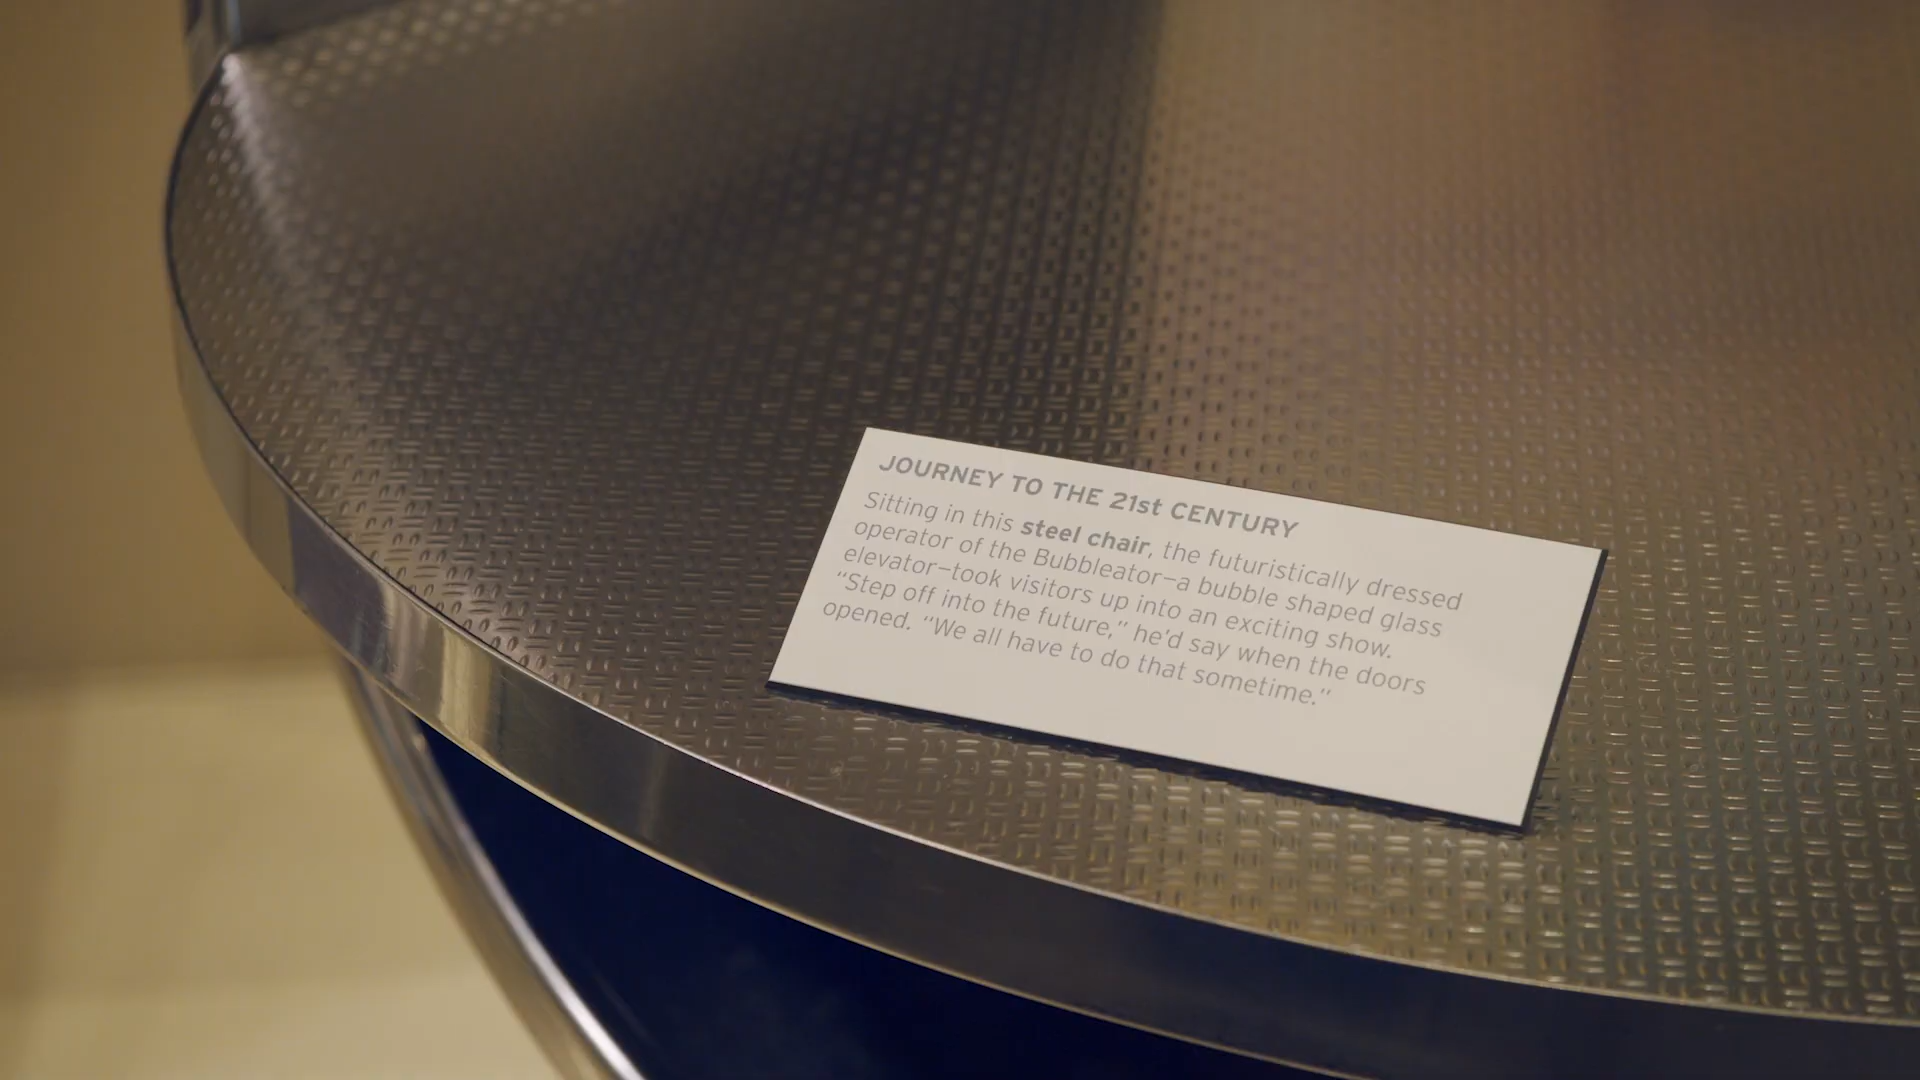 JOURNEY TO THE 21st CENTURY
Sitting in this steel chair, the futuristically dressed
operator of the Bubbleator—a bubble shaped glass
elevator—took visitors up into an exciting show.
“Step off into the future,” he’d say when the doors
opened. “We all have to do that sometime.”